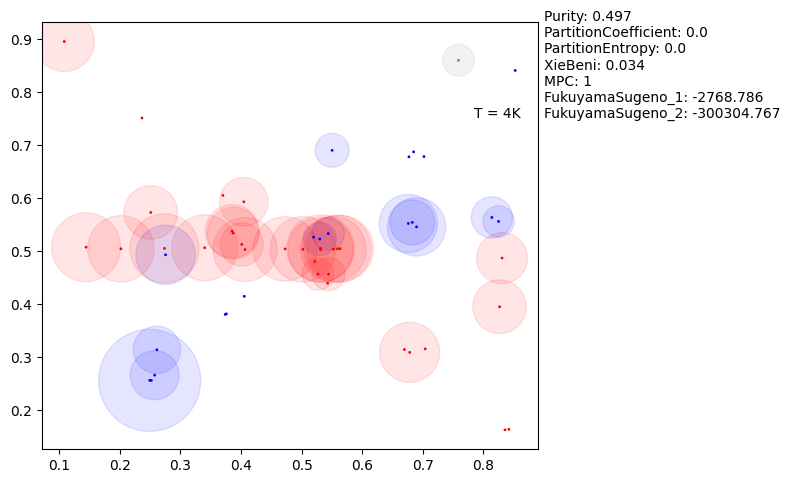 Purity: 0.497
PartitionCoefficient: 0.0
PartitionEntropy: 0.0
XieBeni: 0.034
MPC: 1
FukuyamaSugeno_1: -2768.786
FukuyamaSugeno_2: -300304.767
T = 4K
0.9
0.8
0.7
0.6
0.5
0.4
0.3
0.2
0.1 0.2 0.3 0.4 0.5 0.6 0.7 0.8